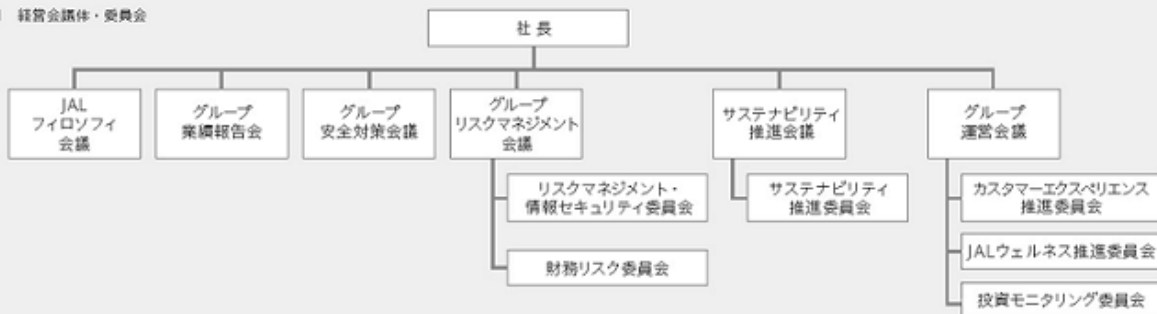 経営会議体・委員会
社長
JAL
フィロソフィ
会議
グループ
業績報告会
グループ
安全対策会議
グループ
リスクマネジメント
会議
サステナビリティ
推進会議
グループ
運営会議
リスクマネジメント・
情報セキュリティ委員会
財務リスク委員会
サステナビリティ
推進委員会
カスタマーエクスペリエンス
推進委員会
JALウェルネス推進委員会
投資モニタリング委員会